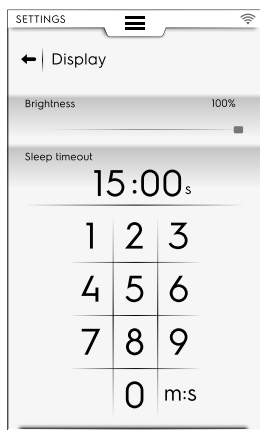 SETTINGS
Display
Brightness 100%
Sleep timeout
15:00s
1 2 3
4 5 6
7 8 9
0 m:s